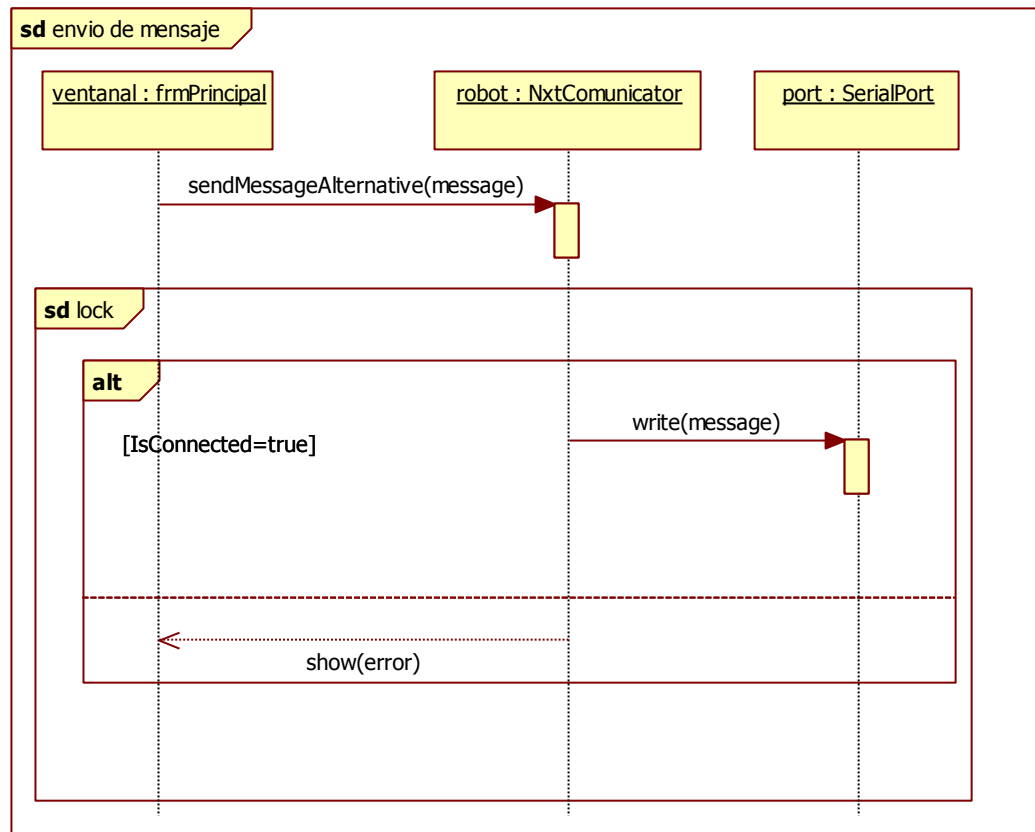 sd envio de mensaje
ventanal : frmPrincipal
robot : NxtComunicator
port : SerialPort
sendMessageAlternative(message)
sd lock
alt
write(message)
[IsConnected=true]
show(error)